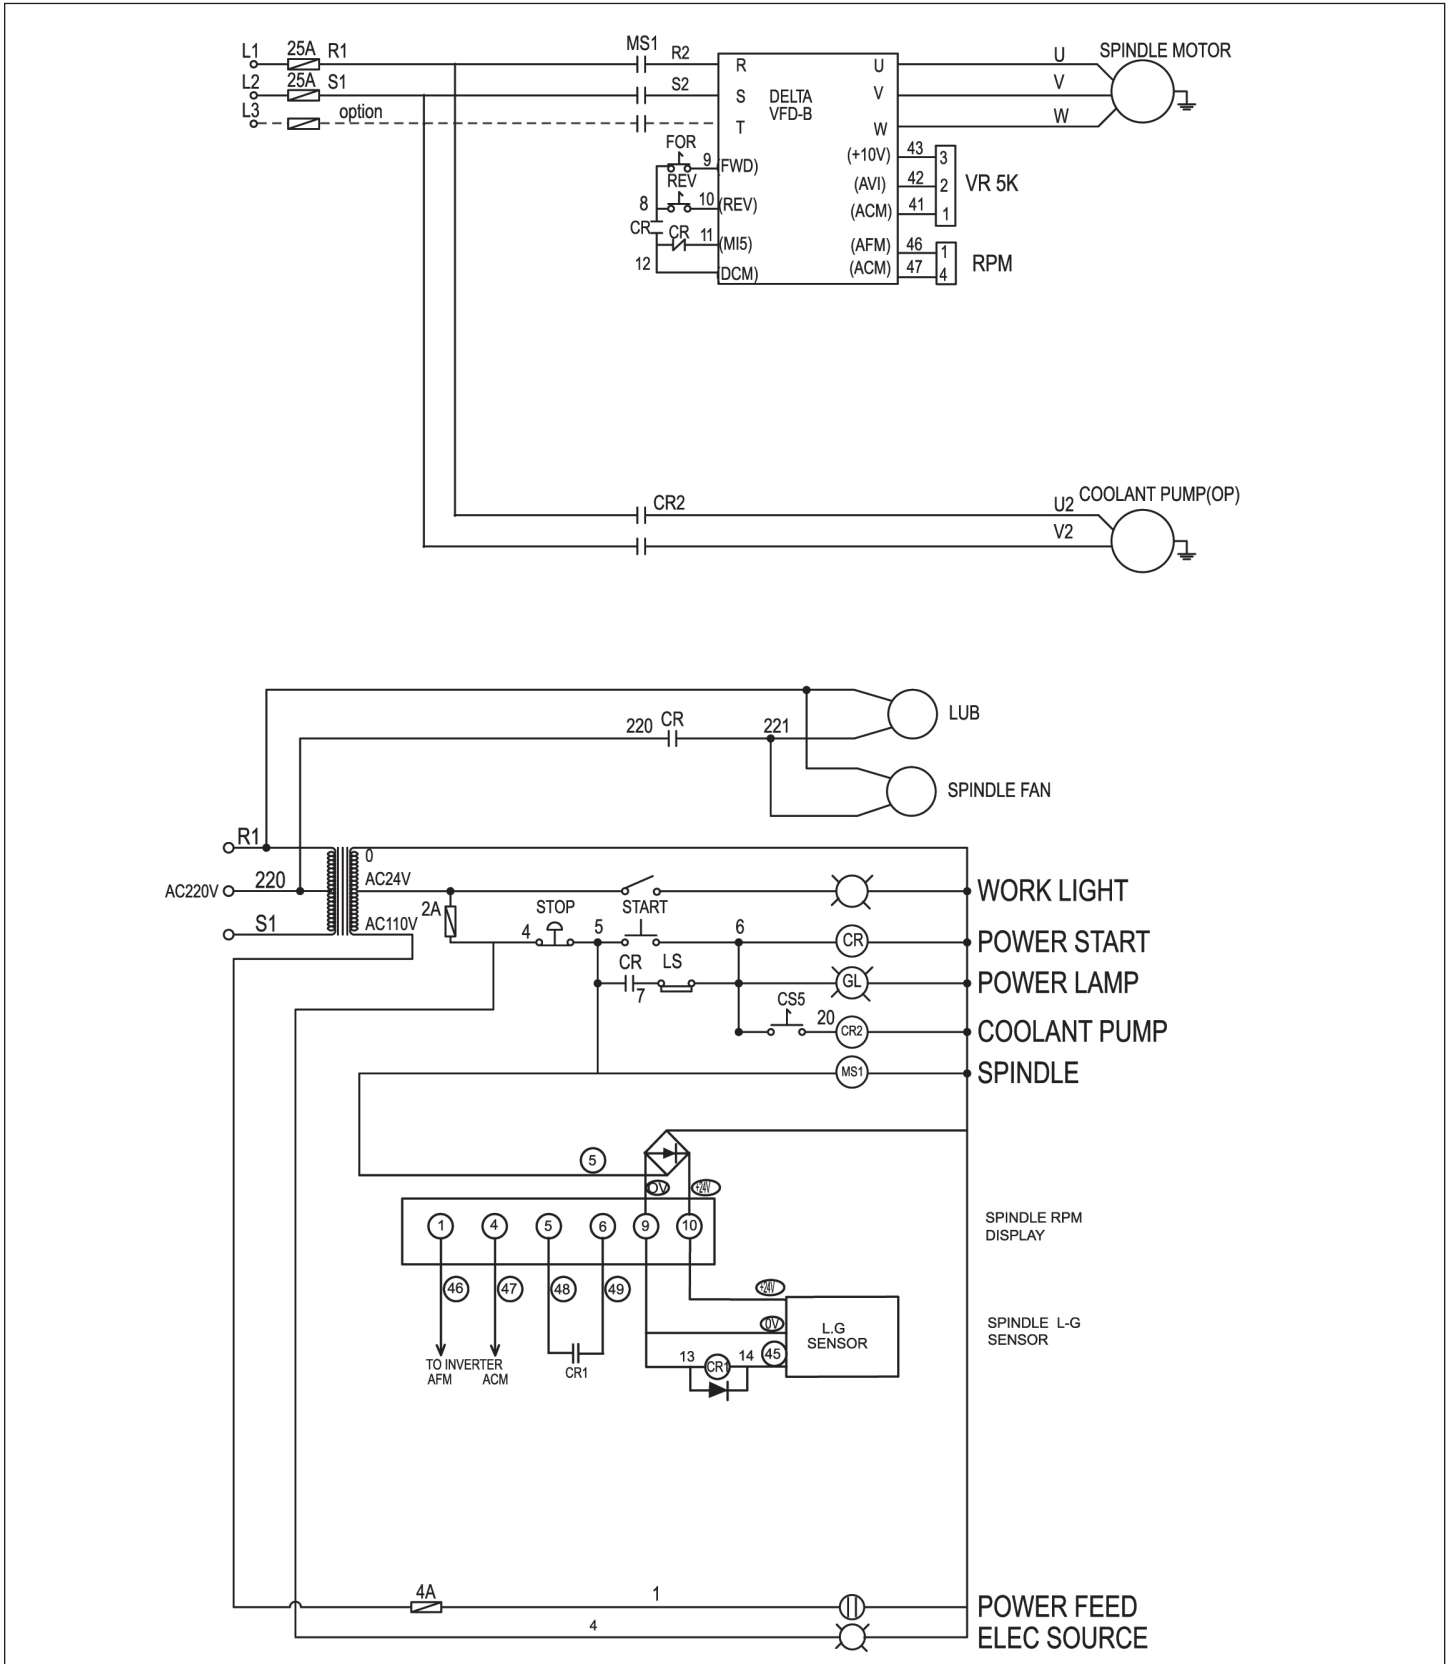 L1 25A R1 MS1 R2 U SPINDLE MOTOR
R U
L2 25A S1 S2 V
S DELTA V
VFD-B
L3 option W
T W
FOR 9 (FWD) (+10V) 43 3
REV 10 (REV) (AVI) 42 2 VR 5K
8 (ACM) 41 1
CR CR 11 (MI5) (AFM) 46 1
12 DCM) (ACM) 47 4 RPM
CR2 U2 COOLANT PUMP(OP)
V2
LUB
220 CR 221
SPINDLE FAN
R1 0
AC220V 220 AC24V WORK LIGHT
S1 AC110V 2A STOP START
4 5 6 CR POWER START
CR 7 LS GL POWER LAMP
CS5 20 CR2 COOLANT PUMP
MS1 SPINDLE
5
0V +24V
1 4 5 6 9 10 SPINDLE RPM
DISPLAY
46 47 48 49 +24V
0V L.G SPINDLE L-G
SENSOR SENSOR
13 CR1 14 45
TO INVERTER CR1
AFM ACM
4A 1 POWER FEED
4 ELEC SOURCE